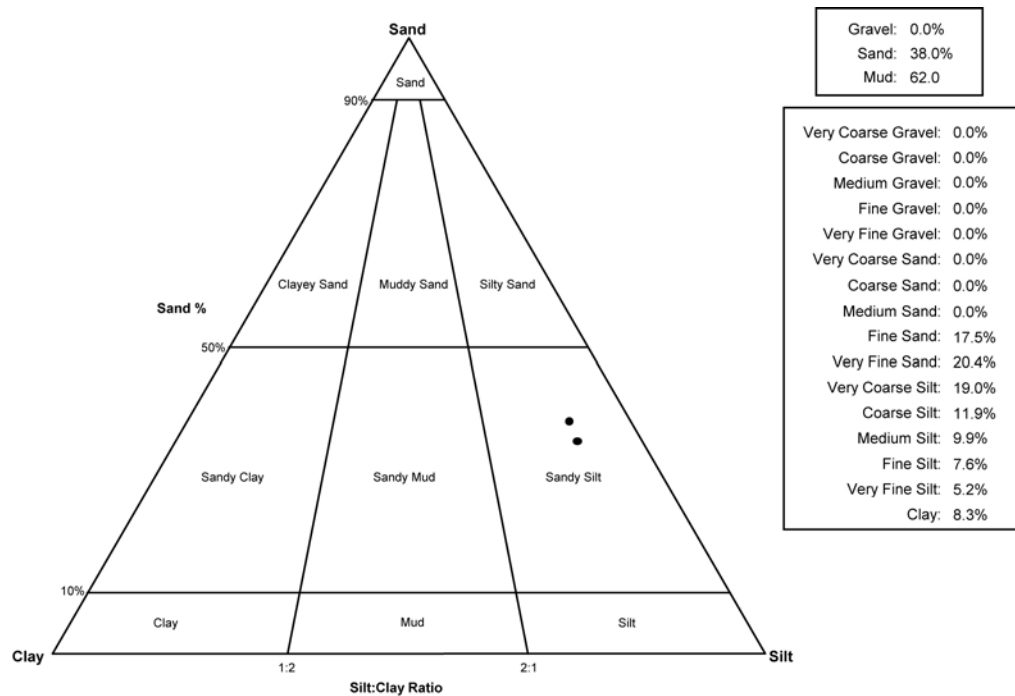 Sand
Sand
90%
Clayey Sand
Muddy Sand
Silty Sand
Sand %
50%
Sandy Clay
Sandy Mud
Sandy Silt
10%
Clay
Mud
Silt
Clay
Silt
1:2
2:1
Silt:Clay Ratio
Gravel: 0.0%
Sand: 38.0%
Mud: 62.0
Very Coarse Gravel: 0.0%
Coarse Gravel: 0.0%
Medium Gravel: 0.0%
Fine Gravel: 0.0%
Very Fine Gravel: 0.0%
Very Coarse Sand: 0.0%
Coarse Sand: 0.0%
Medium Sand: 0.0%
Fine Sand: 17.5%
Very Fine Sand: 20.4%
Very Coarse Silt: 19.0%
Coarse Silt: 11.9%
Medium Silt: 9.9%
Fine Silt: 7.6%
Very Fine Silt: 5.2%
Clay: 8.3%